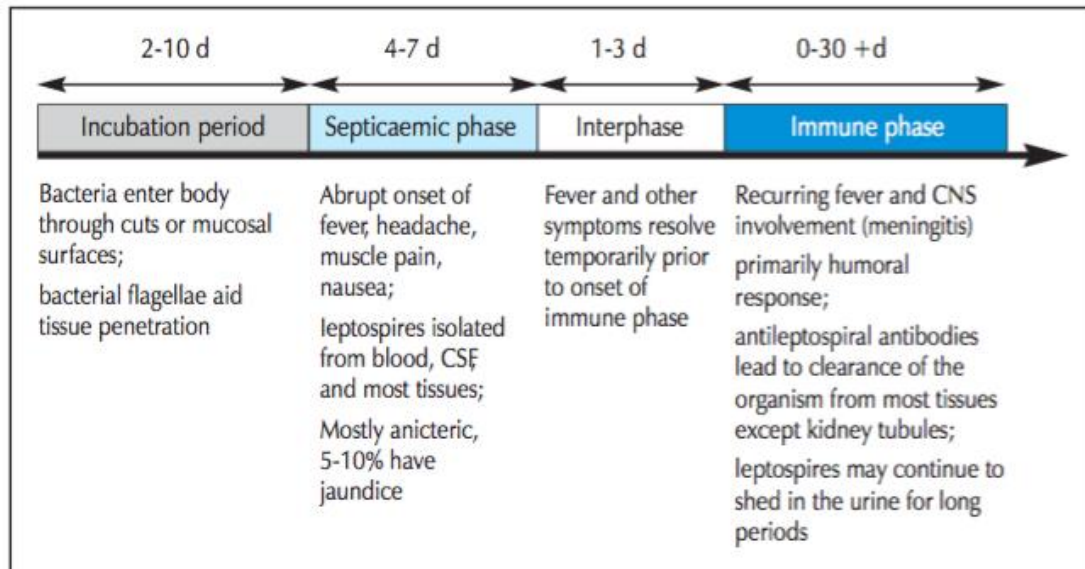 2-10 d
4-7 d
1-3 d
0-30 +d
Incubation period
Septicaemic phase
Interphase
Immune phase
Bacteria enter body
through cuts or mucosal
surfaces;
bacterial flagellae aid
tissue penetration
Abrupt onset of
fever, headache,
muscle pain,
nausea;
leptospires isolated
from blood, CSF,
and most tissues;
Mostly anicteric,
5-10% have
jaundice
Fever and other
symptoms resolve
temporarily prior
to onset of
immune phase
Recurring fever and CNS
involvement (meningitis)
primarily humoral
response;
antileptospiral antibodies
lead to clearance of the
organism from most tissues
except kidney tubules;
leptospires may continue to
shed in the urine for long
periods